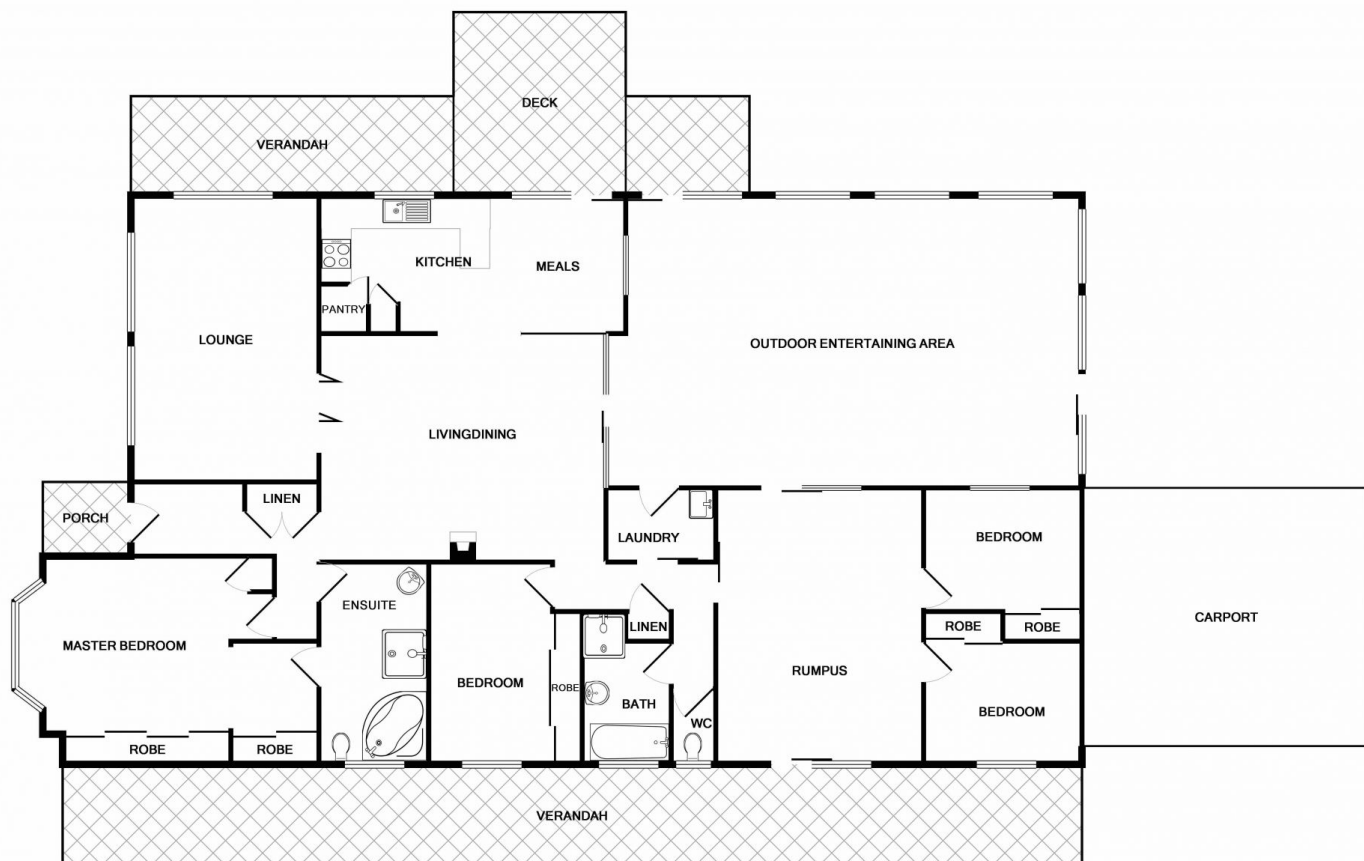 DECK
VERANDAH
KITCHEN
MEALS
PANTRY
LOUNGE
OUTDOOR ENTERTAINING AREA
LIVINGDINING
LINEN
PORCH
LAUNDRY
BEDROOM
ENSUITE
LINEN
ROBE
ROBE
CARPORT
MASTER BEDROOM
RUMPUS
BEDROOM
ROBE
BATH
BEDROOM
WC
ROBE
ROBE
VERANDAH